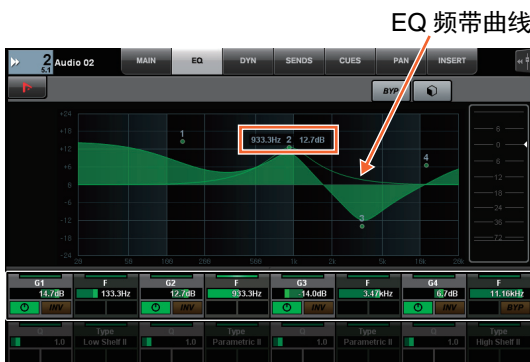 EQ 频带曲线
2 5.1 Audio 02 MAIN EQ DYN SENDS CUES PAN INSERT
BYP
+24
+18
+12
+6
0
-6
-12
-18
-24
1
933.3Hz 2 12.7dB
4
3
20 50 100 200 500 1k 2k 5k 10k 20k
6
0
6
12
18
24
36
72
G1 F G2 F G3 F G4 F
14.7dB 133.3Hz 12.7dB 933.3Hz -14.0dB 3.47kHz 6.7dB 11.16kHz
INV INV INV INV BYP
Q Type Q Type Q Type Q Type
1.0 Low Shelf II 1.0 Parametric II 1.0 Parametric II 1.0 High Shelf II